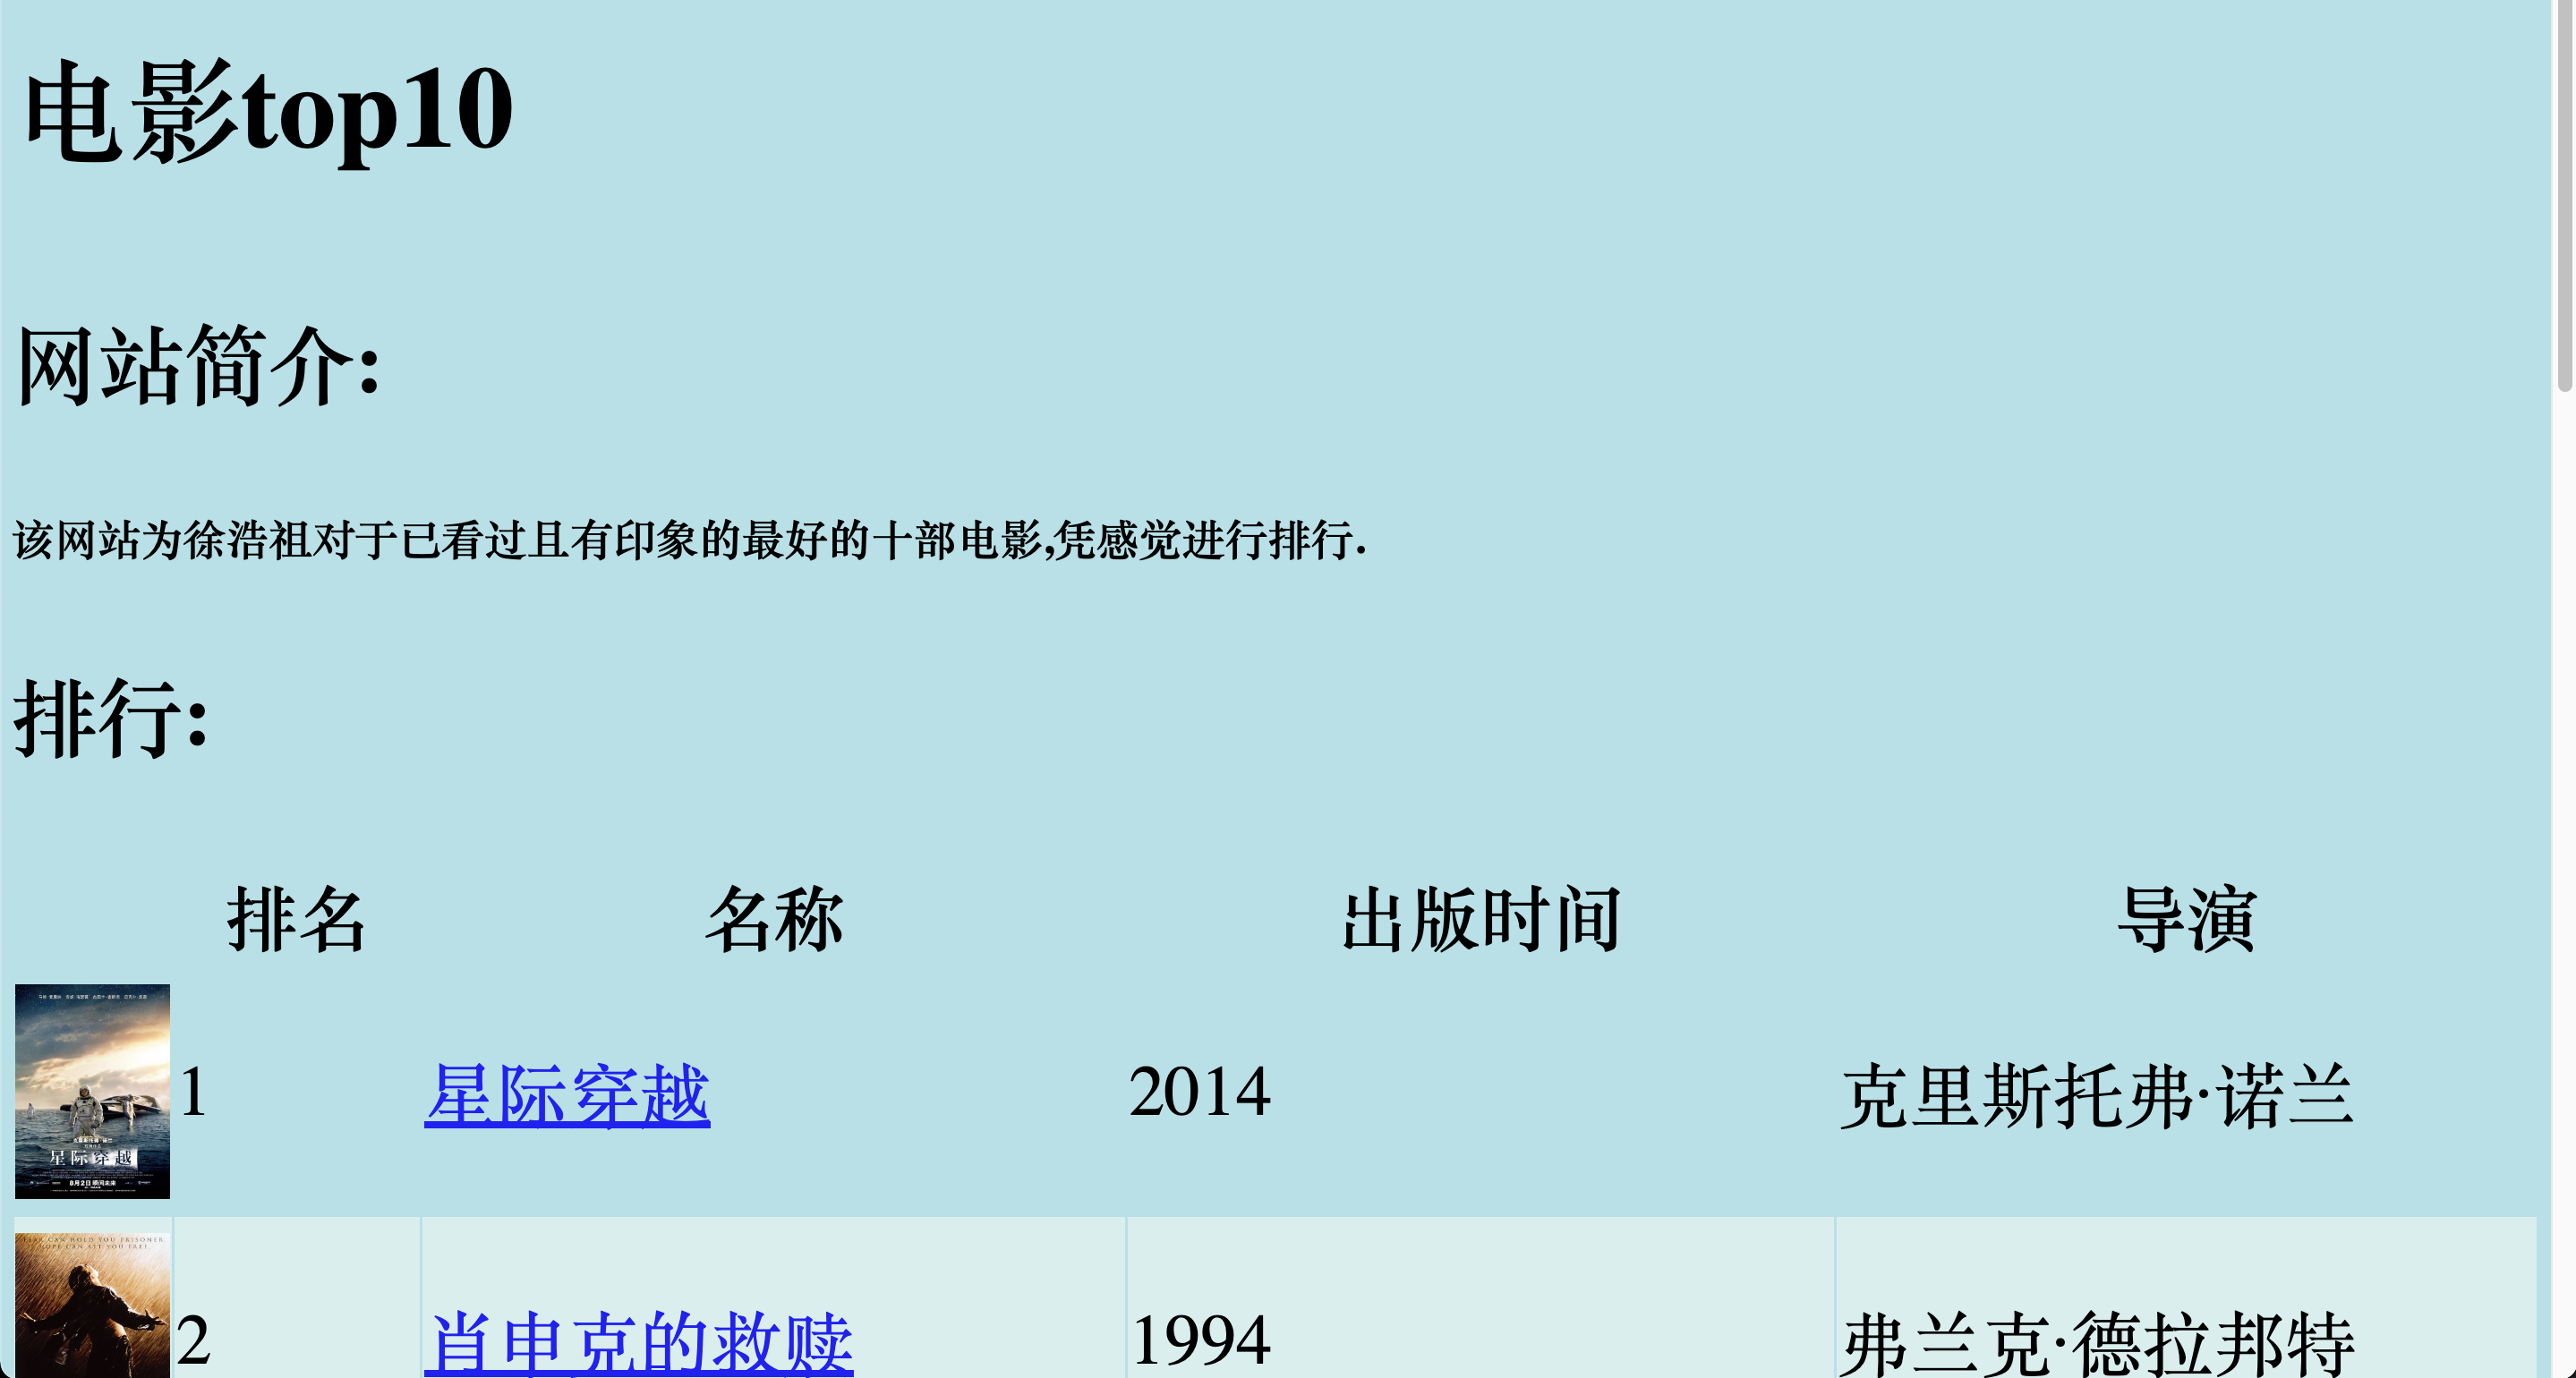 电影top10
网站简介:
该网站为徐浩祖对于已看过且有印象的最好的十部电影,凭感觉进行排行.
排行:
排名 名称 出版时间 导演
星际穿越
8月2日
1 星际穿越 2014 克里斯托弗·诺兰
FEAR CAN HOLD YOU PRISONER.
HOPE CAN SET YOU FREE.
2 肖申克的救赎 1994 弗兰克·德拉邦特